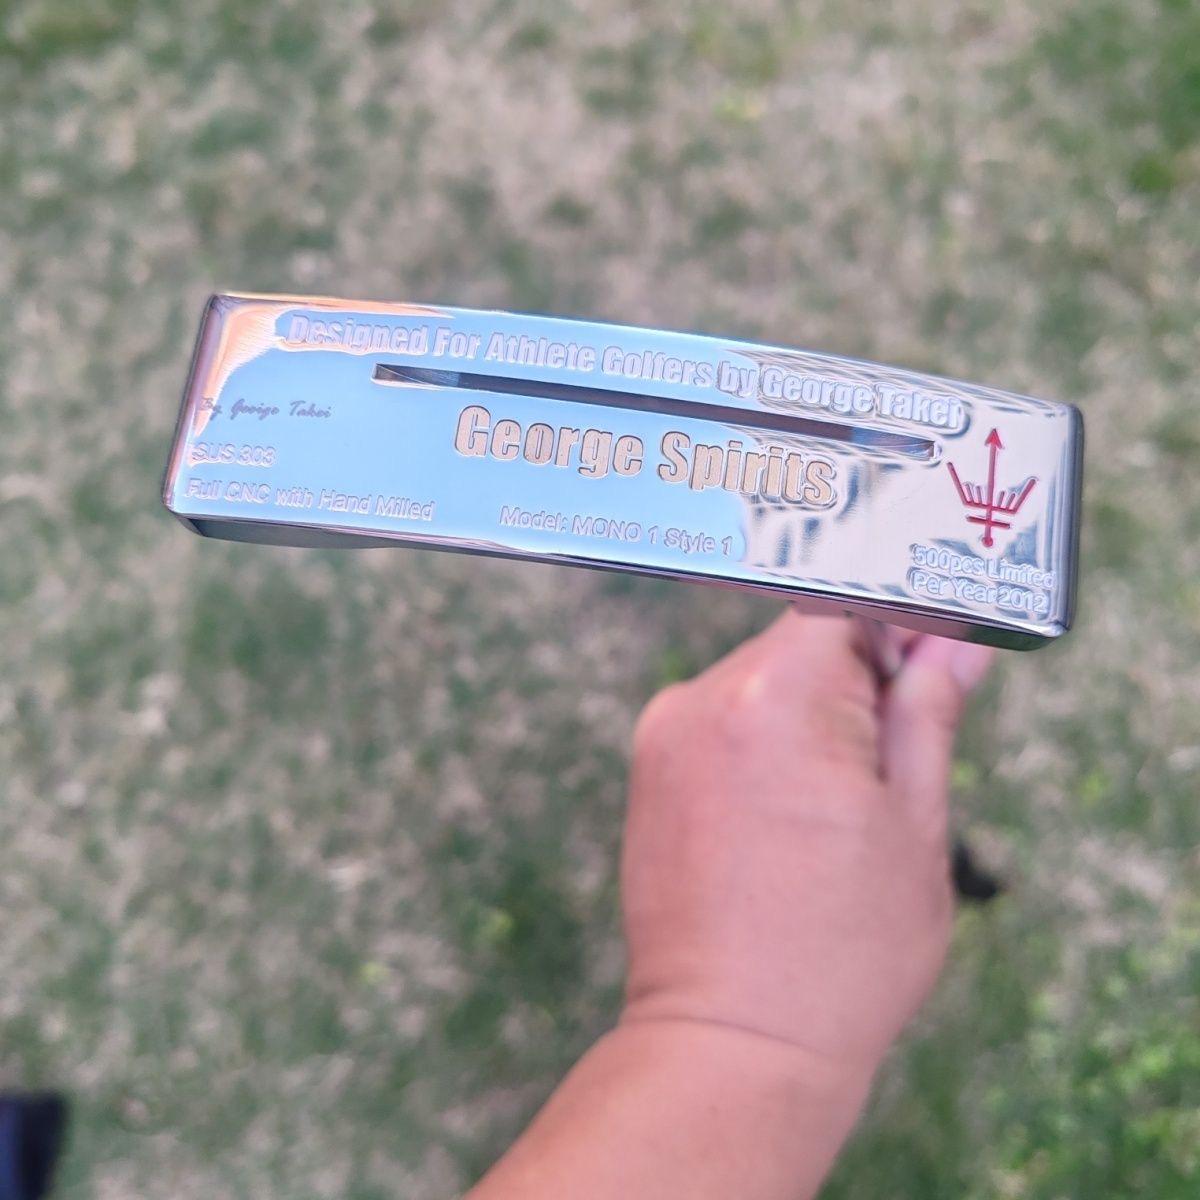 Designed For Athlete Golfers by George Takei
By George Takei
George Spirits
SUS 303
Full CNC with Hand Milled
Model: MONO 1 Style 1
500pcs Limited
Per Year 2012